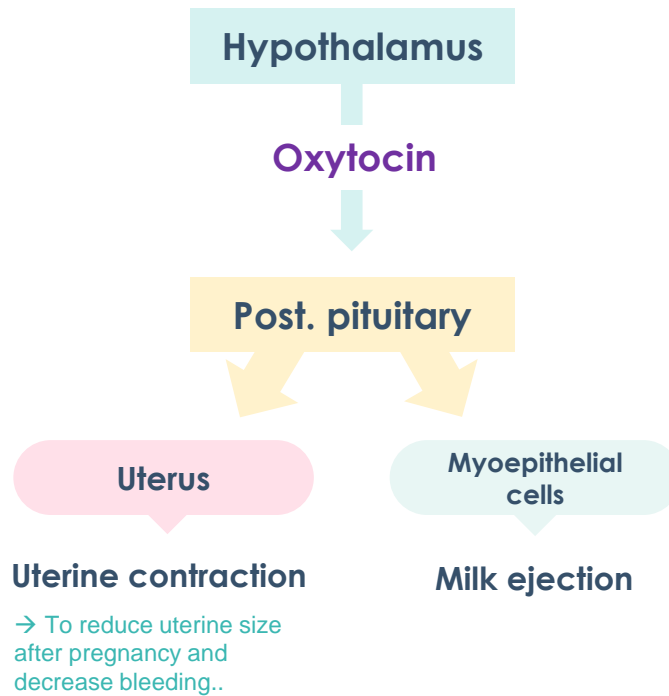 Hypothalamus
Oxytocin
Post. pituitary
Uterus
Myoepithelial
cells
Uterine contraction
Milk ejection
→ To reduce uterine size
after pregnancy and
decrease bleeding..